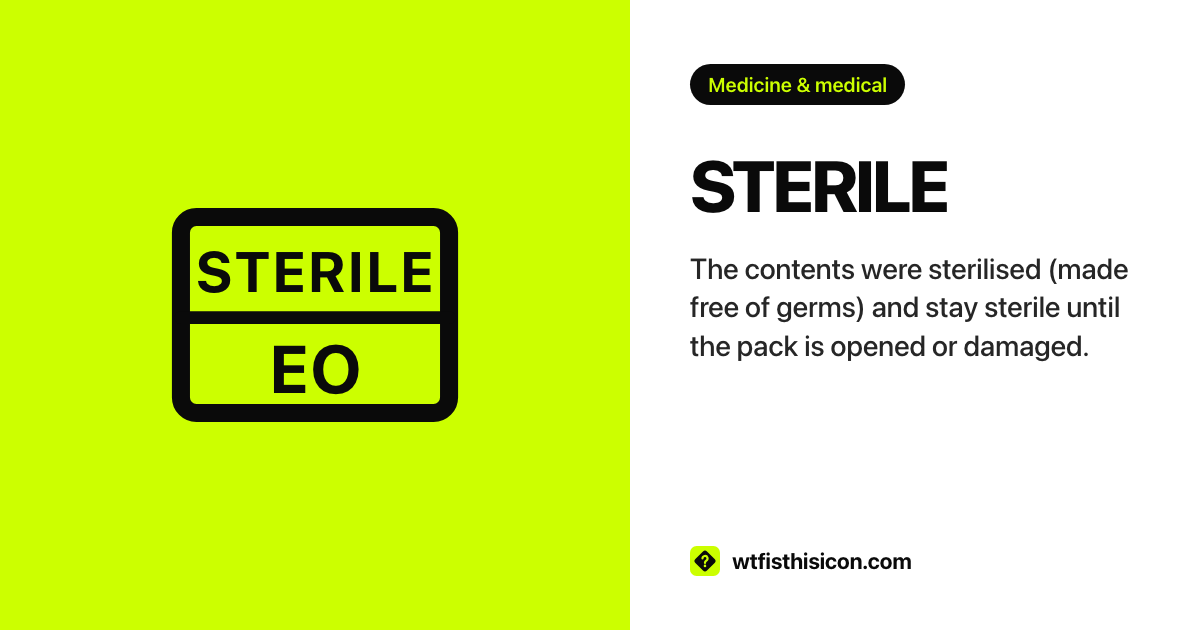 STERILE
EO
Medicine & medical
STERILE
The contents were sterilised (made
free of germs) and stay sterile until
the pack is opened or damaged.
?
wtfisthisicon.com